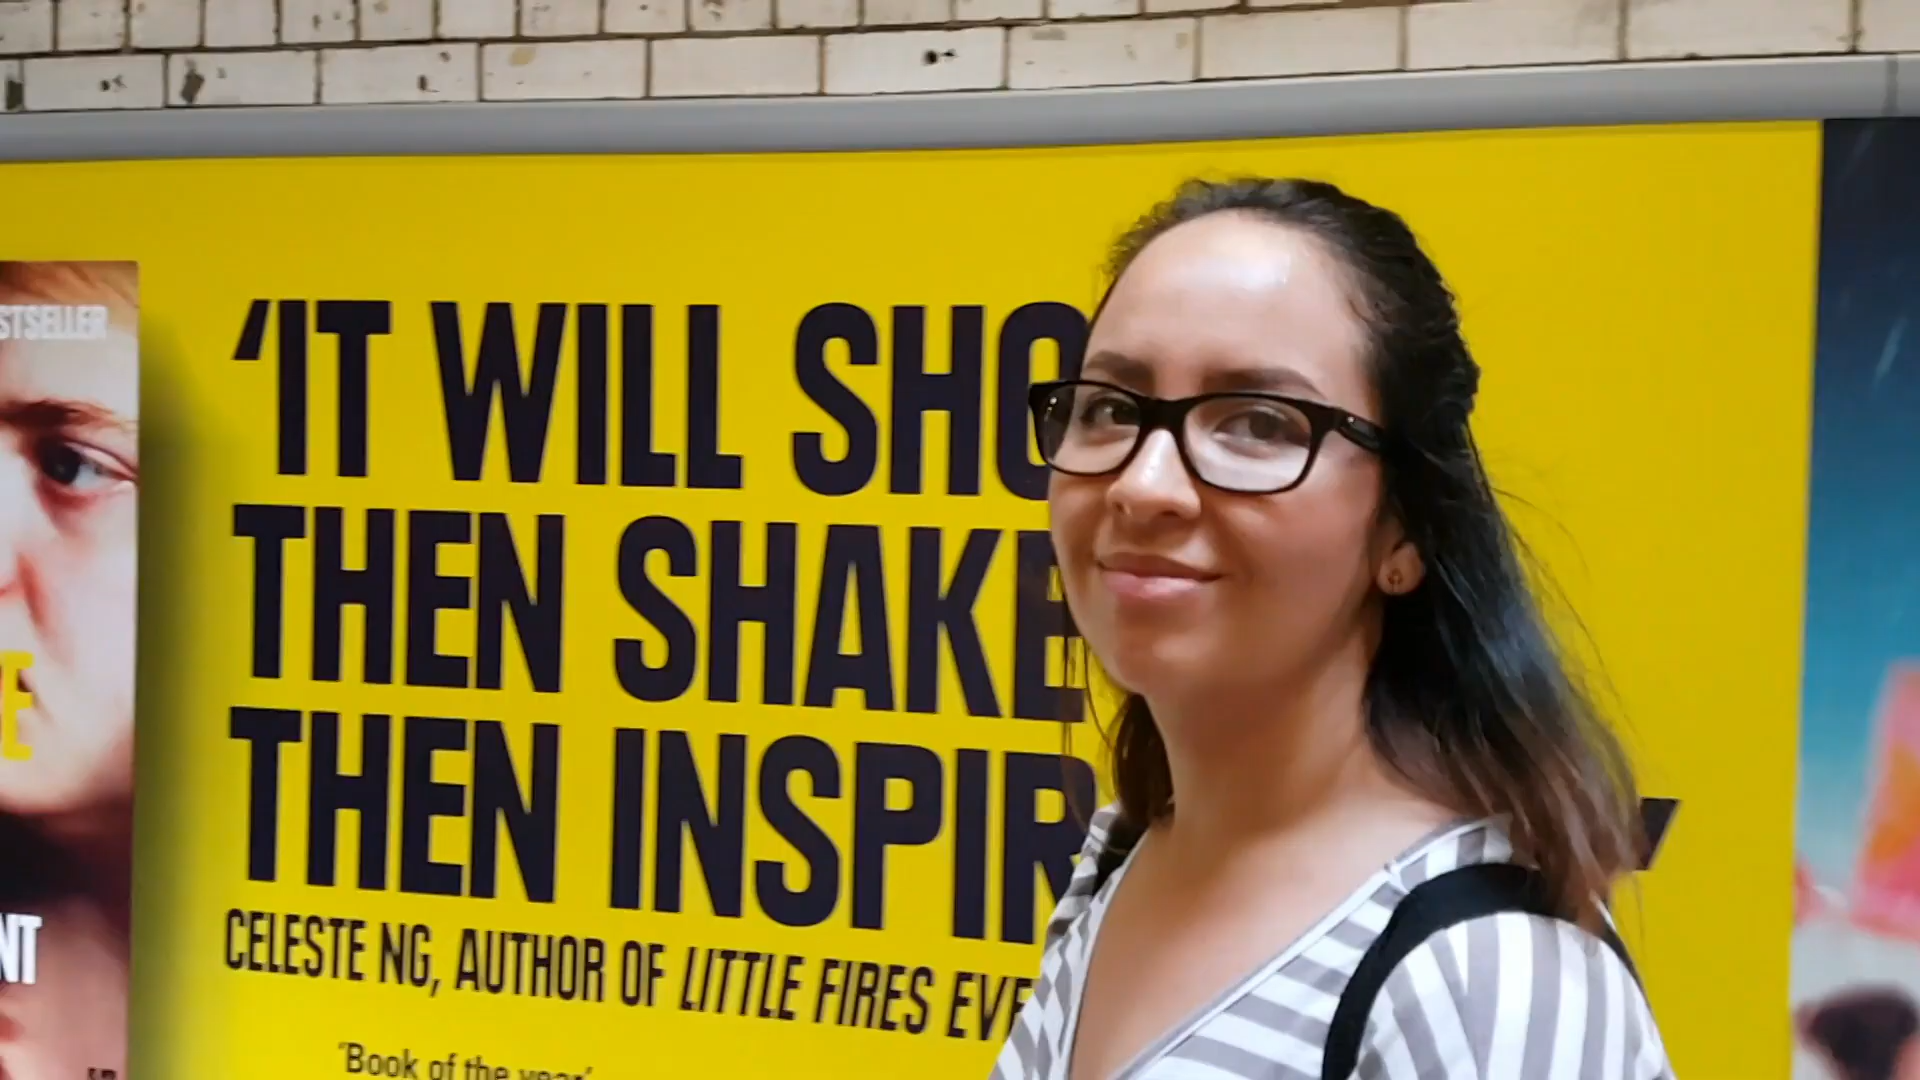 STSELLER
E
NT
‘IT WILL SHO
THEN SHAKE
THEN INSPIR
CELESTE NG, AUTHOR OF LITTLE FIRES EVE
‘Book of the year’